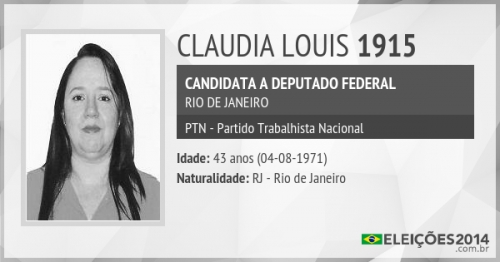 CLAUDIA LOUIS 1915
CANDIDATA A DEPUTADO FEDERAL
RIO DE JANEIRO
PTN - Partido Trabalhista Nacional
Idade: 43 anos (04-08-1971)
Naturalidade: RJ - Rio de Janeiro
ELEIÇÕES2014
.com.br